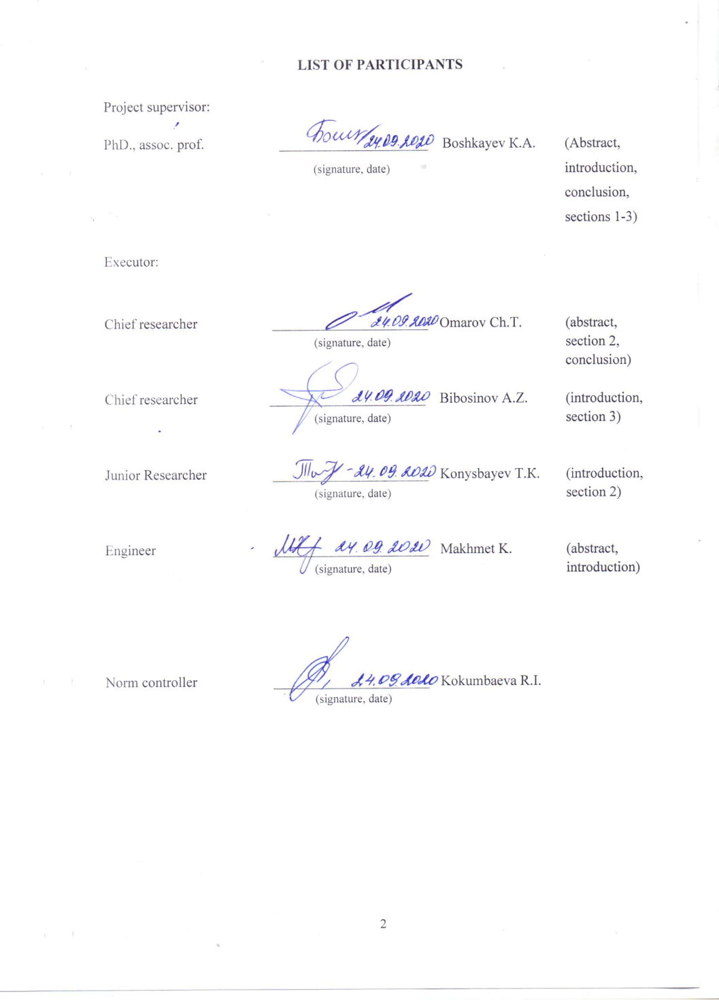 LIST OF PARTICIPANTS
Project supervisor:
PhD., assoc. prof. 24.09.2020 Boshkayev K.A. (Abstract,
(signature, date) introduction,
conclusion,
sections 1-3)
Executor:
Chief researcher 24.09.2020 Omarov Ch.T. (abstract,
(signature, date) section 2,
conclusion)
Chief researcher 24.09.2020 Bibosinov A.Z. (introduction,
(signature, date) section 3)
Junior Researcher 24.09.2020 Konysbayev T.K. (introduction,
(signature, date) section 2)
Engineer 24.09.2020 Makhmet K. (abstract,
(signature, date) introduction)
Norm controller 24.09.2020 Kokumbaeva R.I.
(signature, date)
2